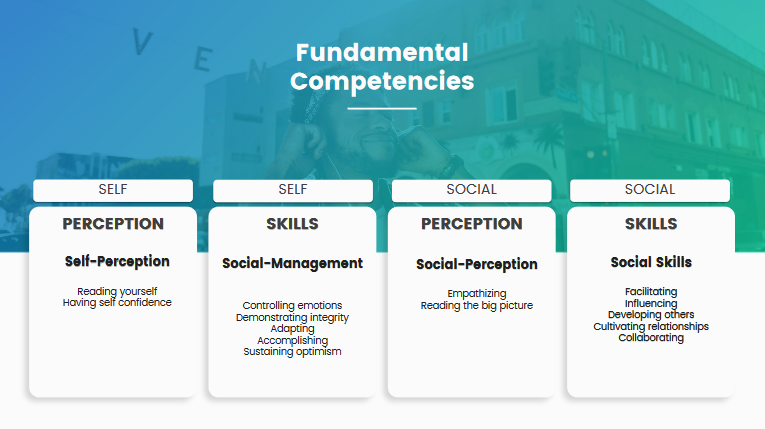 V E N
Fundamental
Competencies
SELF
PERCEPTION
Self-Perception
Reading yourself
Having self confidence
SELF
SKILLS
Social-Management
Controlling emotions
Demonstrating integrity
Adapting
Accomplishing
Sustaining optimism
SOCIAL
PERCEPTION
Social-Perception
Empathizing
Reading the big picture
SOCIAL
SKILLS
Social Skills
Facilitating
Influencing
Developing others
Cultivating relationships
Collaborating